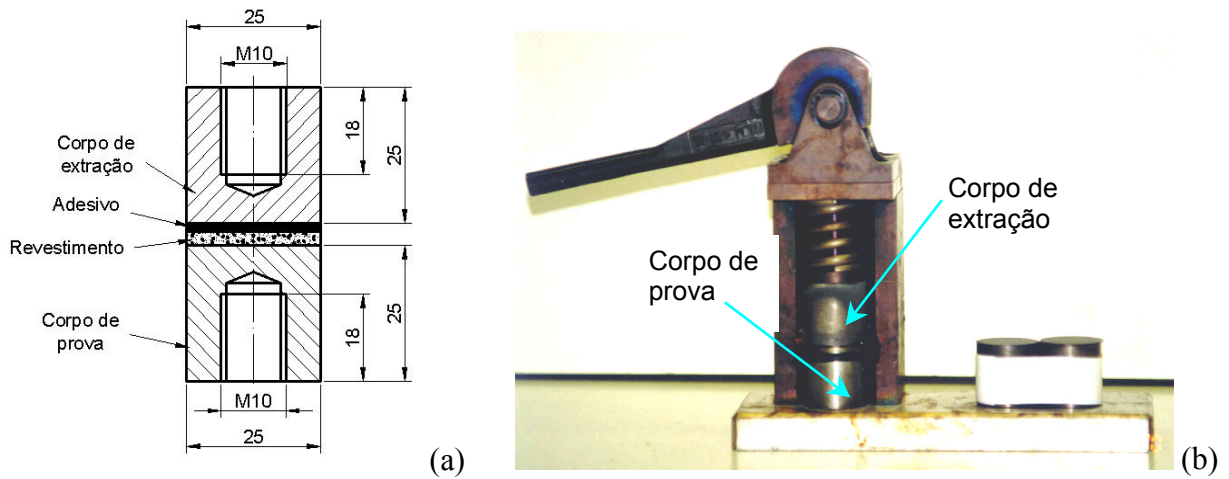 25
M10
18
25
Corpo de
extração
Adesivo
Revestimento
Corpo de
prova
18
25
M10
25
(a)
Corpo de
extração
Corpo de
prova
(b)